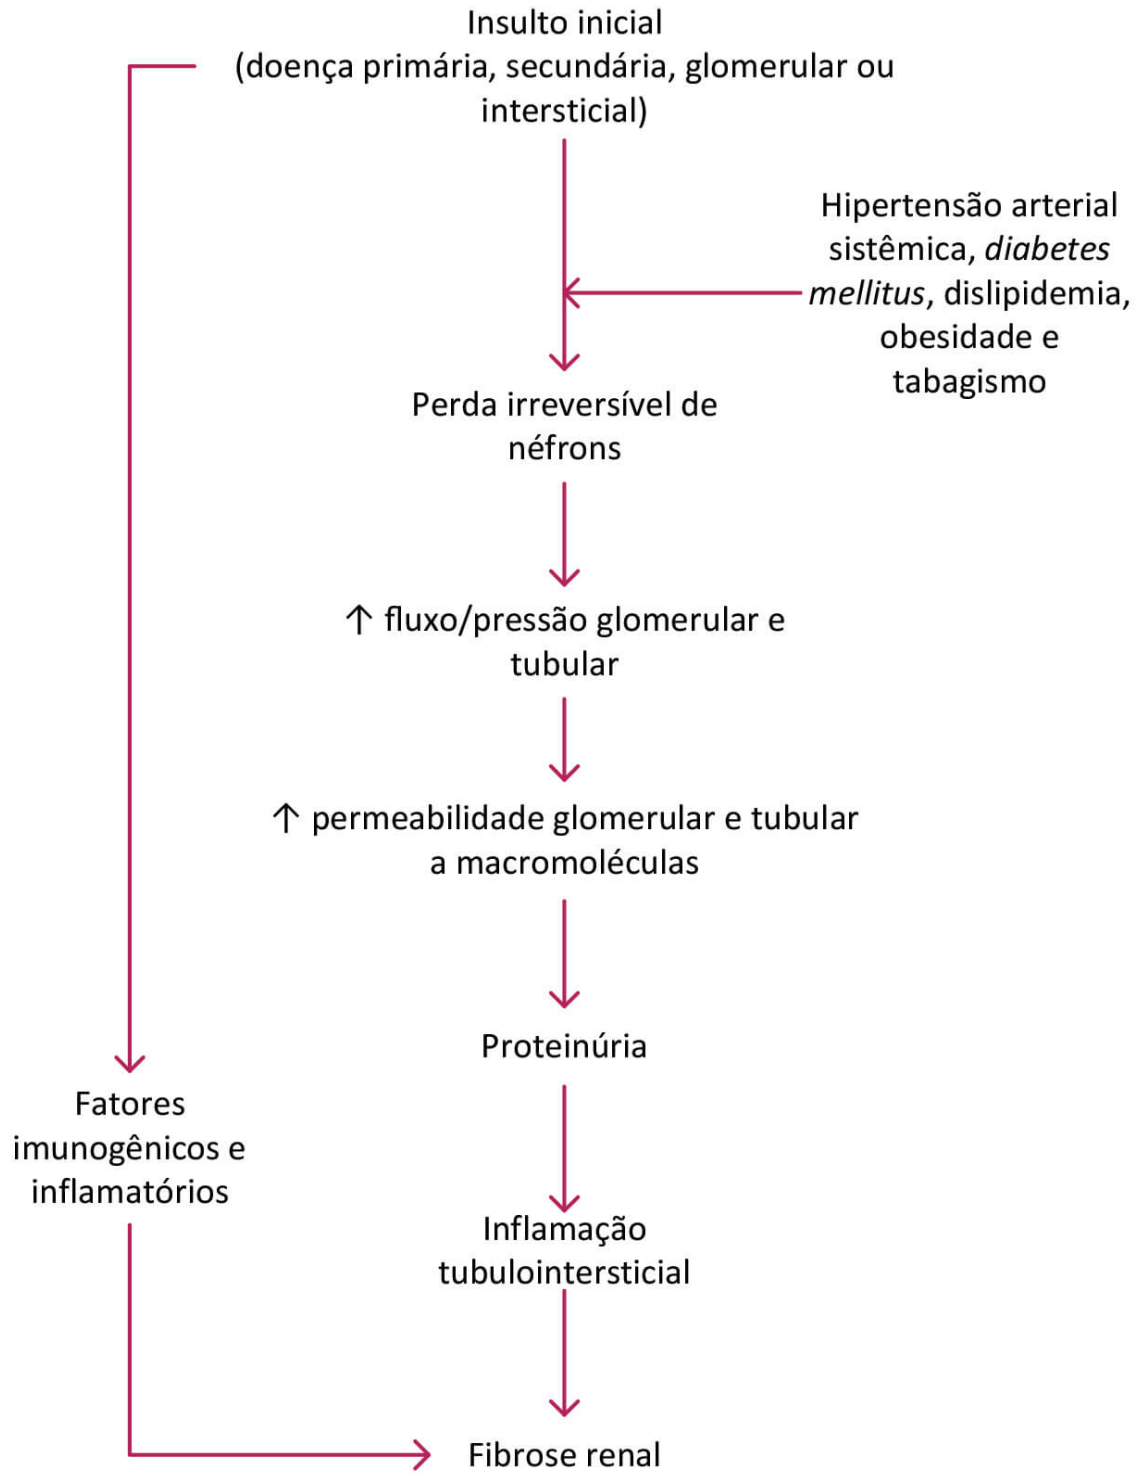 Insulto inicial
(doença primária, secundária, glomerular ou
intersticial)
Hipertensão arterial
sistêmica, diabetes
mellitus, dislipidemia,
obesidade e
tabagismo
Perda irreversível de
néfrons
↑ fluxo/pressão glomerular e
tubular
↑ permeabilidade glomerular e tubular
a macromoléculas
Proteinúria
Fatores
imunogênicos e
inflamatórios
Inflamação
tubulointersticial
Fibrose renal